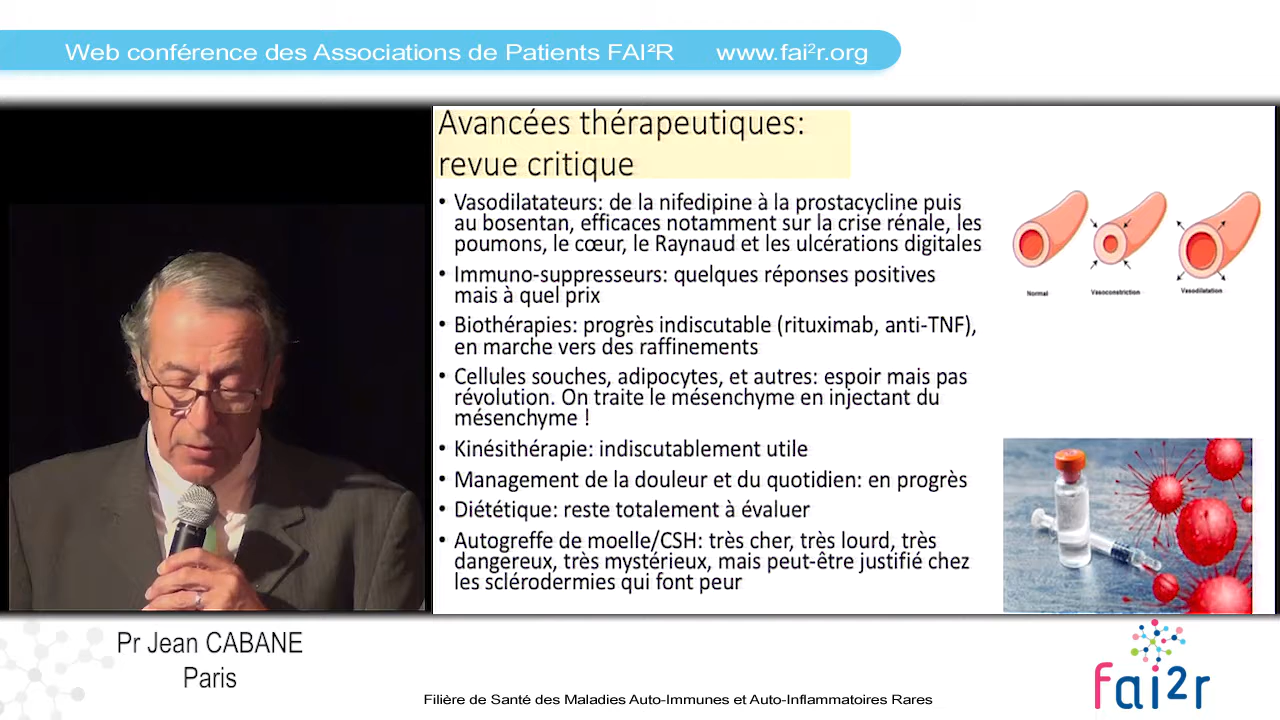 Web conférence des Associations de Patients FAI²R www.fai²r.org
Avancées thérapeutiques:
revue critique
• Vasodilatateurs: de la nifedipine à la prostacycline puis
au bosentan, efficaces notamment sur la crise rénale, les
poumons, le cœur, le Raynaud et les ulcérations digitales
• Immuno-suppresseurs: quelques réponses positives
mais à quel prix
• Biothérapies: progrès indiscutable (rituximab, anti-TNF),
en marche vers des raffinements
• Cellules souches, adipocytes, et autres: espoir mais pas
révolution. On traite le mésenchyme en injectant du
mésenchyme !
• Kinésithérapie: indiscutablement utile
• Management de la douleur et du quotidien: en progrès
• Diététique: reste totalement à évaluer
• Autogreffe de moelle/CSH: très cher, très lourd, très
dangereux, très mystérieux, mais peut-être justifié chez
les sclérodermies qui font peur
Normal
Vasoconstriction
Vasodilatation
Pr Jean CABANE
Paris
Filière de Santé des Maladies Auto-Immunes et Auto-Inflammatoires Rares
fai2r